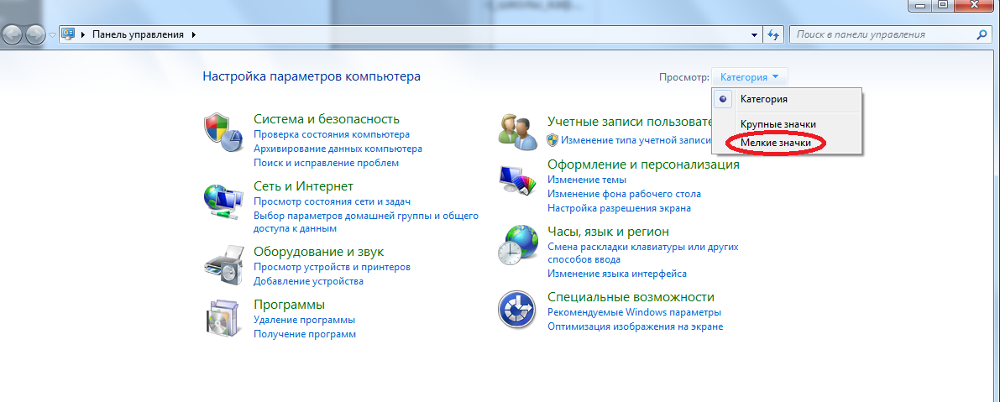 Панель управления
Поиск в панели управления
Настройка параметров компьютера
Просмотр:
Категория
Категория
Крупные значки
Мелкие значки
Система и безопасность
Проверка состояния компьютера
Архивирование данных компьютера
Поиск и исправление проблем
Сеть и Интернет
Просмотр состояния сети и задач
Выбор параметров домашней группы и общего
доступа к данным
Оборудование и звук
Просмотр устройств и принтеров
Добавление устройства
Программы
Удаление программы
Получение программ
Учетные записи пользовате
Изменение типа учетной записи
Оформление и персонализация
Изменение темы
Изменение фона рабочего стола
Настройка разрешения экрана
Часы, язык и регион
Смена раскладки клавиатуры или других
способов ввода
Изменение языка интерфейса
Специальные возможности
Рекомендуемые Windows параметры
Оптимизация изображения на экране